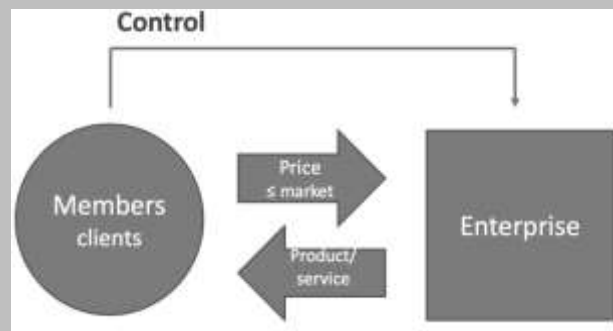 Control
Members
clients
Price
≤ market
Product/
service
Enterprise